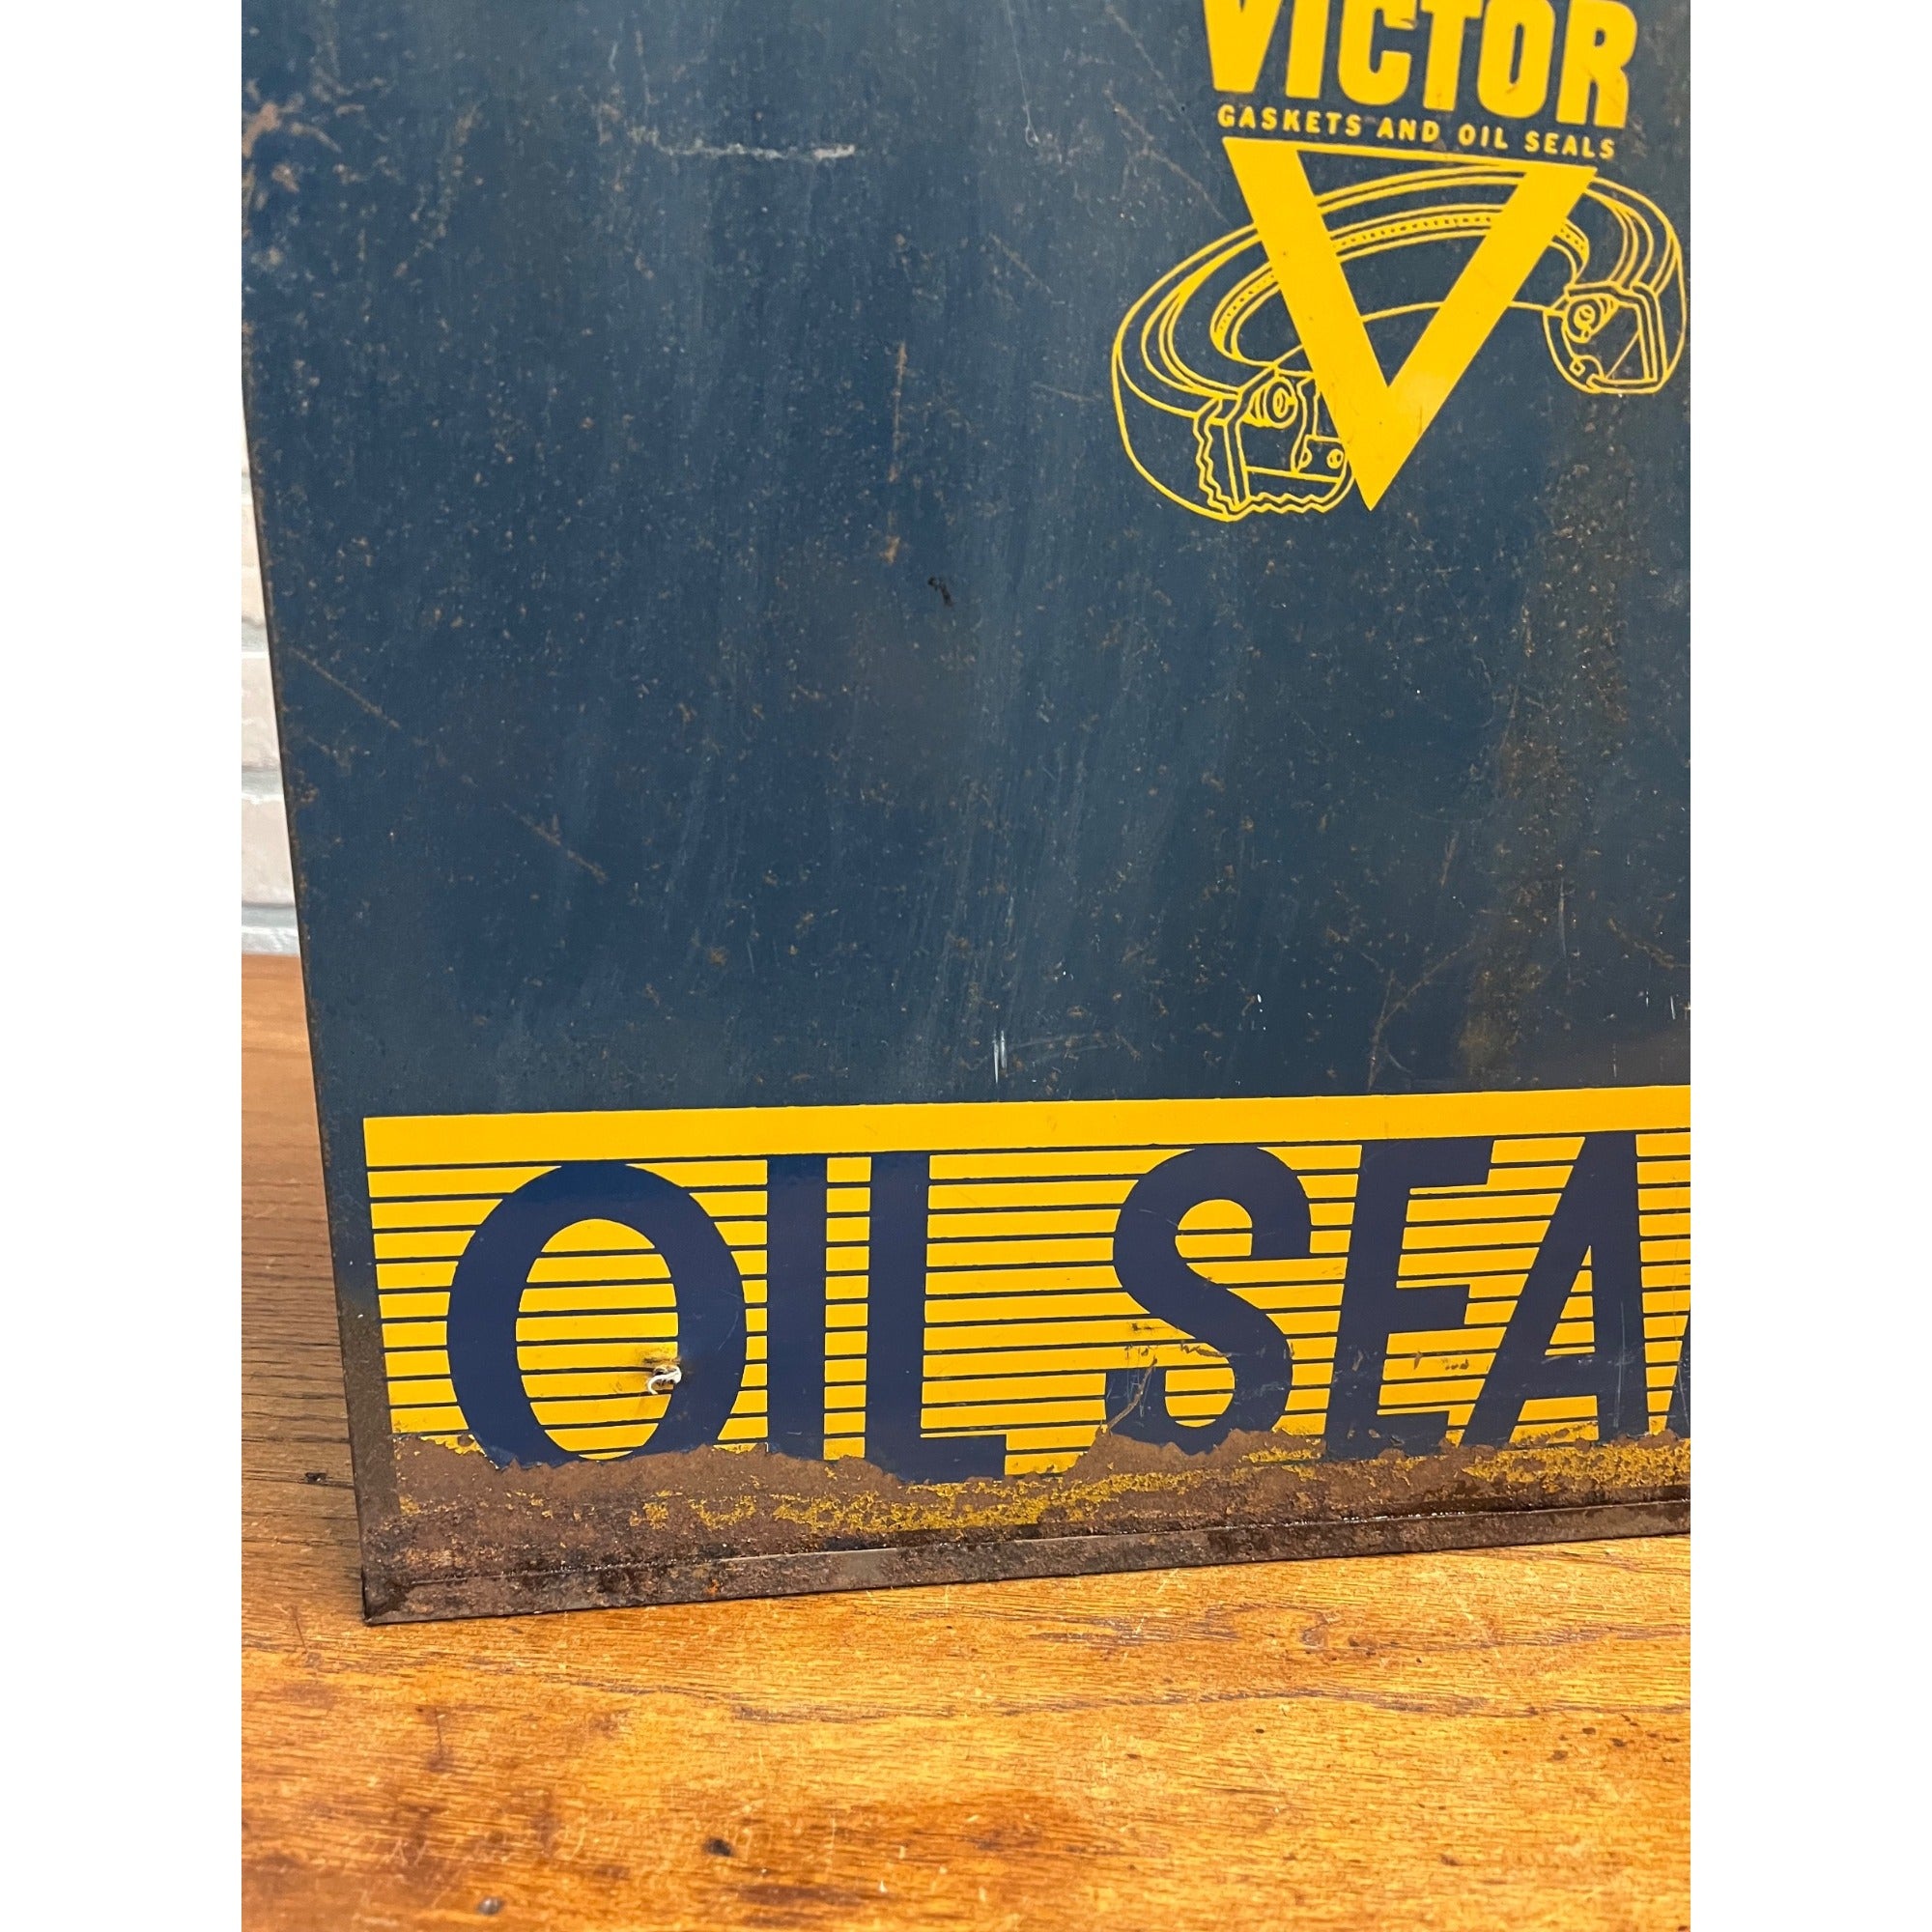 VICTOR
GASKETS AND OIL SEALS
OIL SEA